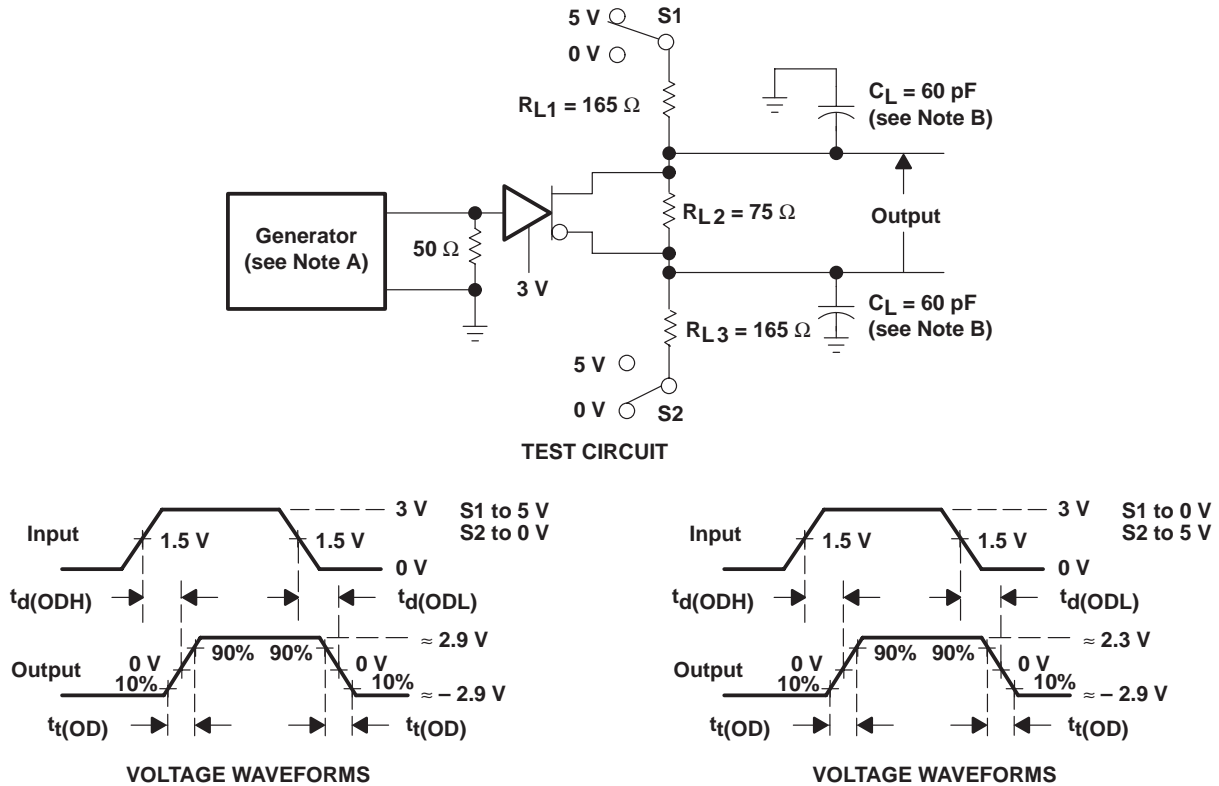 5 V
S1
0 V
RL1 = 165 Ω
CL = 60 pF
(see Note B)
Generator
(see Note A)
50 Ω
3 V
RL2 = 75 Ω
Output
RL3 = 165 Ω
CL = 60 pF
(see Note B)
5 V
0 V
S2
TEST CIRCUIT
Input
1.5 V
1.5 V
3 V
0 V
S1 to 5 V
S2 to 0 V
td(ODH)
td(ODL)
Output
0 V
10%
90%
90%
0 V
10%
≈ 2.9 V
≈ – 2.9 V
tt(OD)
tt(OD)
VOLTAGE WAVEFORMS
Input
1.5 V
1.5 V
3 V
0 V
S1 to 0 V
S2 to 5 V
td(ODH)
td(ODL)
Output
0 V
10%
90%
90%
0 V
10%
≈ 2.3 V
≈ – 2.9 V
tt(OD)
tt(OD)
VOLTAGE WAVEFORMS